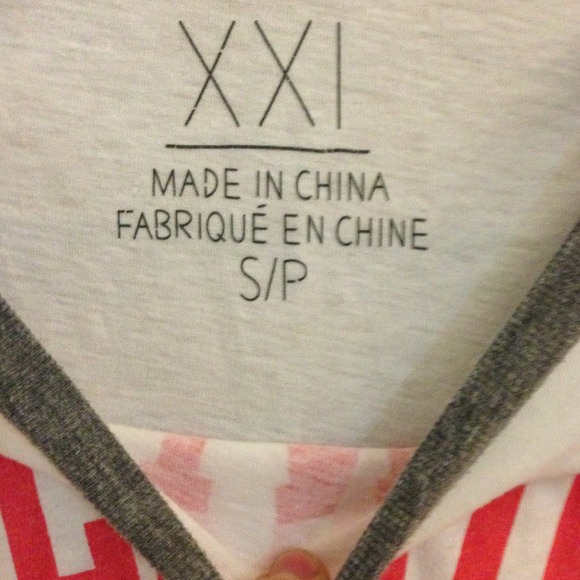 XXI
MADE IN CHINA
FABRIQUÉ EN CHINE
S/P